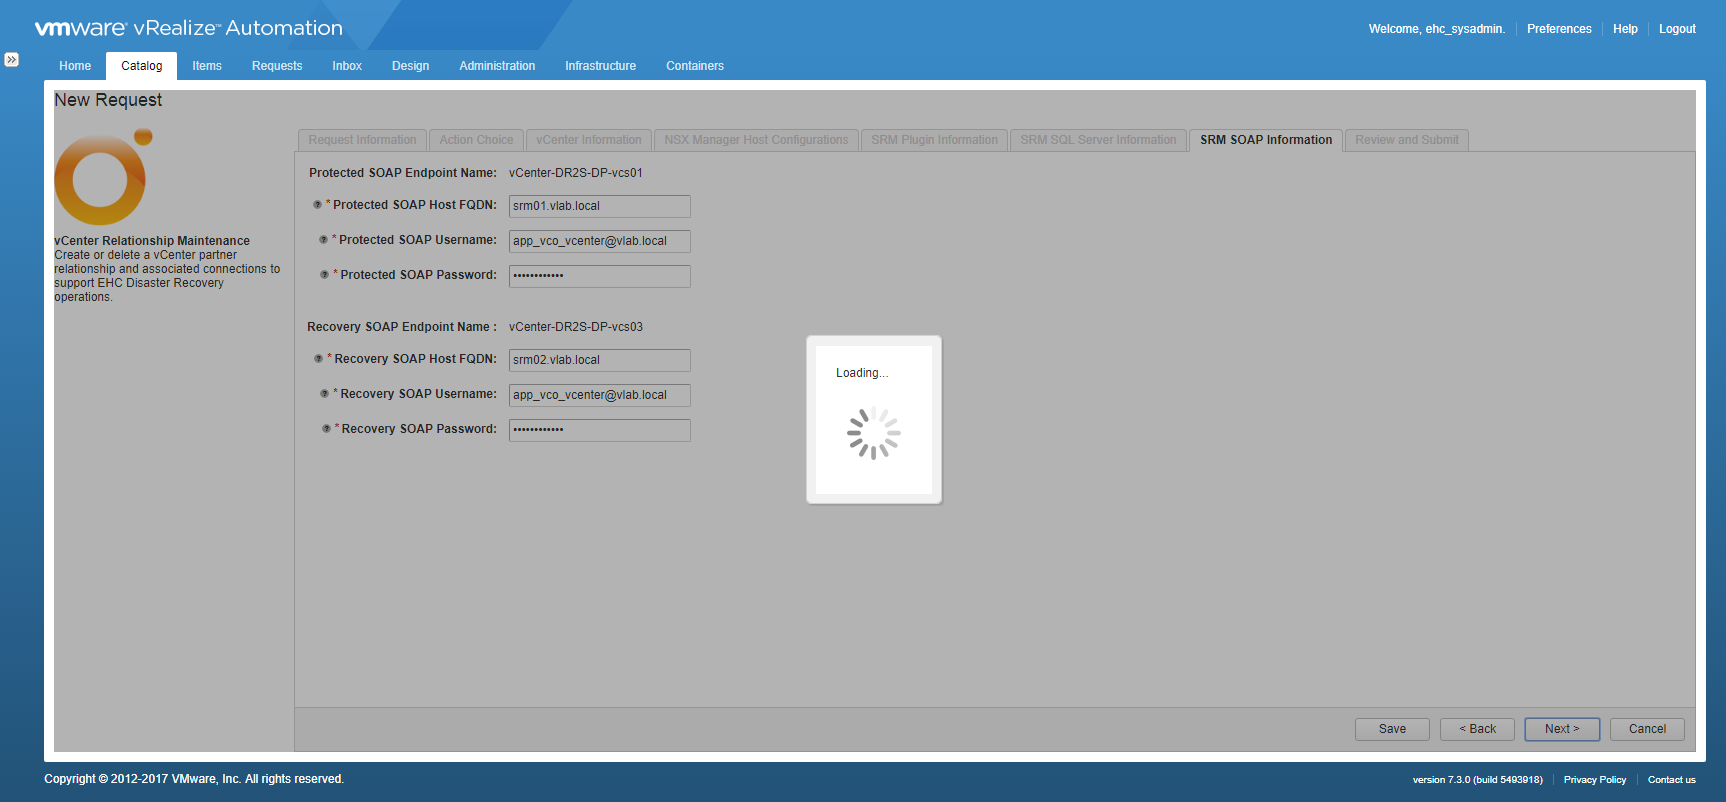 vmware® vRealize™ Automation
Welcome, ehc_sysadmin. Preferences Help Logout
Home Catalog Items Requests Inbox Design Administration Infrastructure Containers
New Request
Request Information Action Choice vCenter Information NSX Manager Host Configurations SRM Plugin Information SRM SQL Server Information SRM SOAP Information Review and Submit
vCenter Relationship Maintenance
Create or delete a vCenter partner
relationship and associated connections to
support EHC Disaster Recovery
operations.
Protected SOAP Endpoint Name: vCenter-DR2S-DP-vcs01
* Protected SOAP Host FQDN: srm01.vlab.local
* Protected SOAP Username: app_vco_vcenter@vlab.local
* Protected SOAP Password: ••••••••••••
Recovery SOAP Endpoint Name : vCenter-DR2S-DP-vcs03
* Recovery SOAP Host FQDN: srm02.vlab.local
* Recovery SOAP Username: app_vco_vcenter@vlab.local
* Recovery SOAP Password: ••••••••••••
Loading...
Save < Back Next > Cancel
Copyright © 2012-2017 VMware, Inc. All rights reserved.
version 7.3.0 (build 5493918) Privacy Policy Contact us